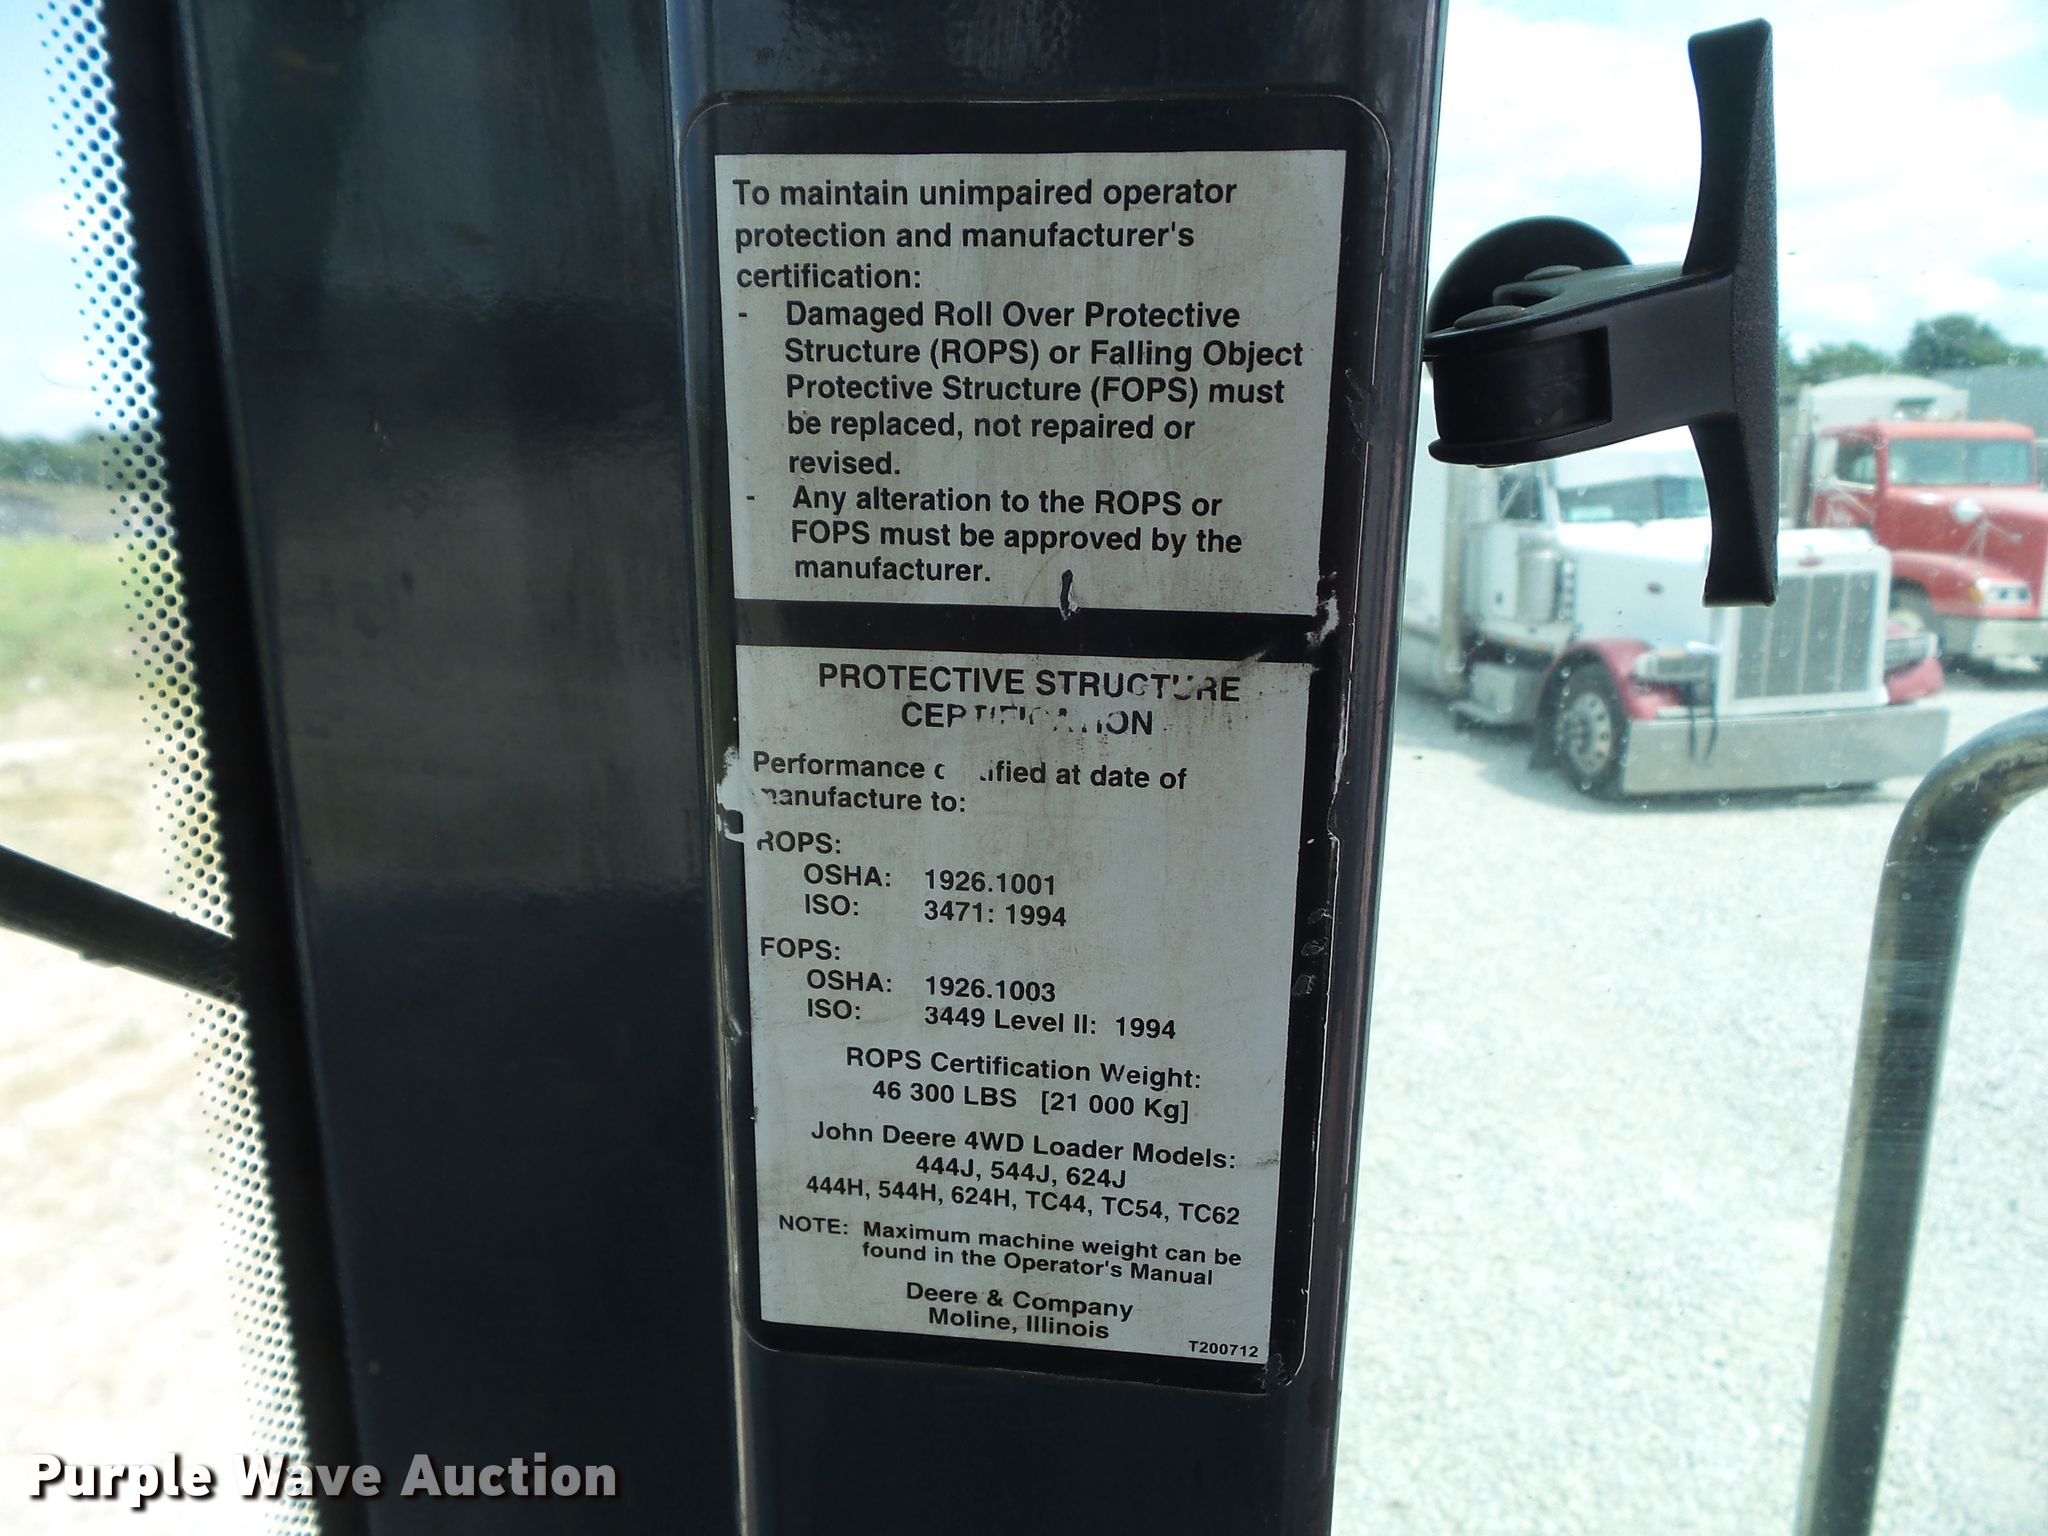 To maintain unimpaired operator
protection and manufacturer's
certification:
- Damaged Roll Over Protective
Structure (ROPS) or Falling Object
Protective Structure (FOPS) must
be replaced, not repaired or
revised.
- Any alteration to the ROPS or
FOPS must be approved by the
manufacturer.
PROTECTIVE STRUCTURE
CERTIFICATION
Performance certified at date of
manufacture to:
ROPS:
OSHA: 1926.1001
ISO: 3471: 1994
FOPS:
OSHA: 1926.1003
ISO: 3449 Level II: 1994
ROPS Certification Weight:
46 300 LBS [21 000 Kg]
John Deere 4WD Loader Models:
444J, 544J, 624J
444H, 544H, 624H, TC44, TC54, TC62
NOTE: Maximum machine weight can be
found in the Operator's Manual
Deere & Company
Moline, Illinois
T200712
Purple Wave Auction